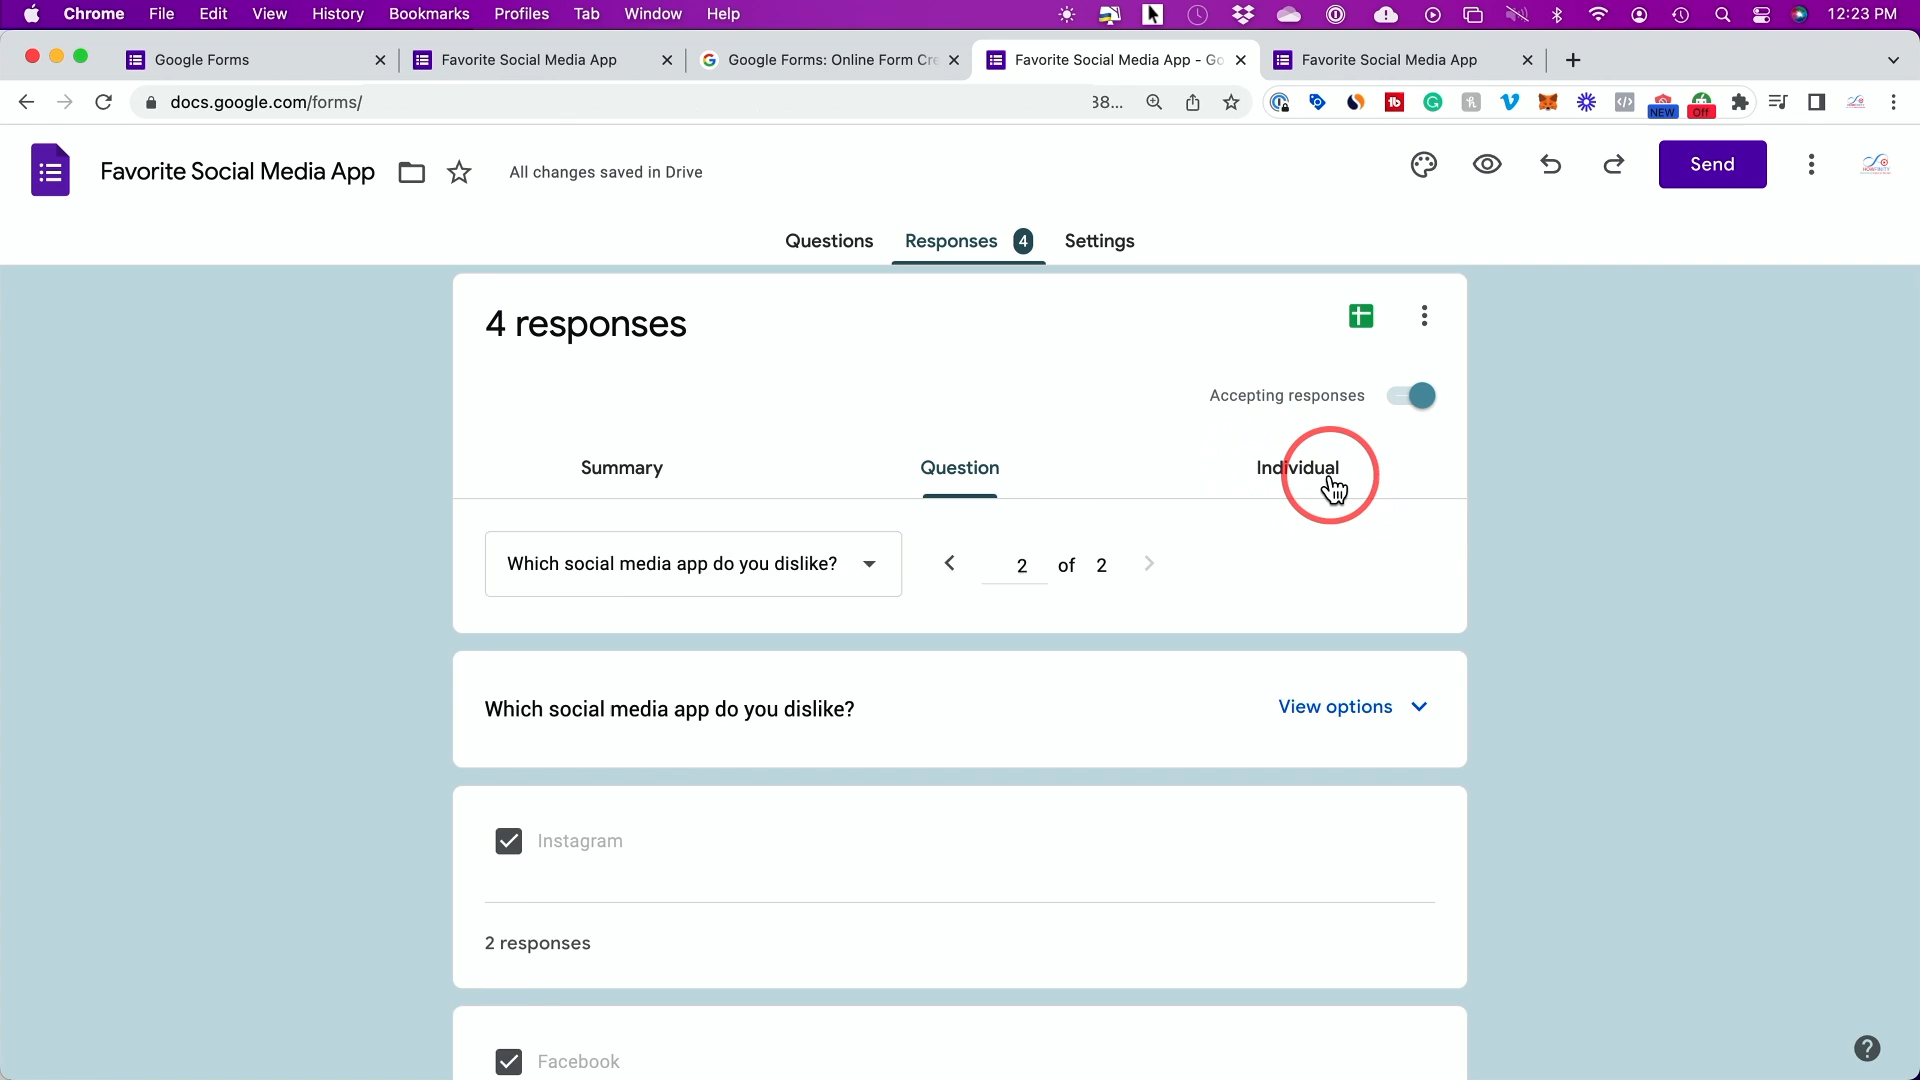 Chrome File Edit View History Bookmarks Profiles Tab Window Help 12:23 PM
Google Forms Favorite Social Media App Google Forms: Online Form Cre Favorite Social Media App - Go Favorite Social Media App
docs.google.com/forms/ 38... NEW Off
Favorite Social Media App All changes saved in Drive Send
Questions Responses 4 Settings
4 responses
Accepting responses
Summary Question Individual
Which social media app do you dislike? 2 of 2
Which social media app do you dislike? View options
Instagram
2 responses
Facebook